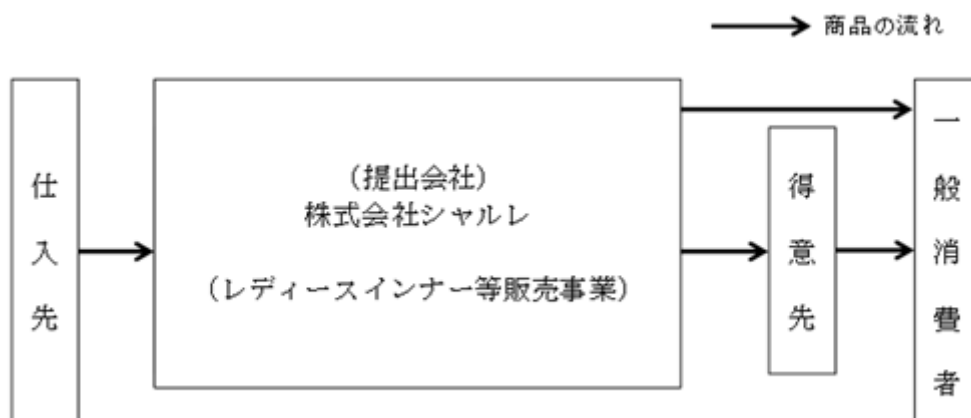 商品の流れ
仕入先
(提出会社)
株式会社シャルレ
(レディースインナー等販売事業)
得意先
一般消費者